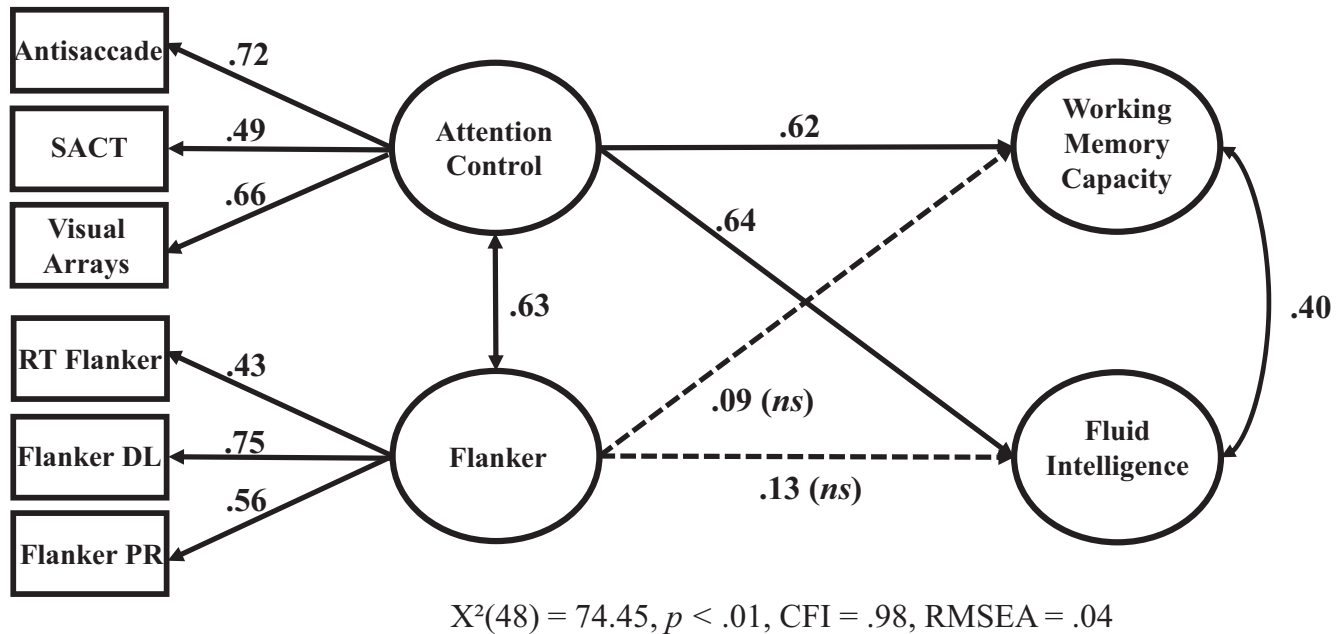 Antisaccade
.72
SACT
.49
Visual
Arrays
.66
Attention
Control
.62
Working
Memory
Capacity
.64
.63
.40
RT Flanker
.43
Flanker DL
.75
Flanker PR
.56
Flanker
.09 (ns)
.13 (ns)
Fluid
Intelligence
X²(48) = 74.45, p < .01, CFI = .98, RMSEA = .04